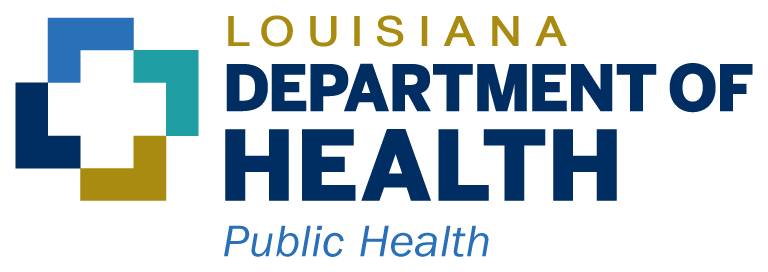 LOUISIANA
DEPARTMENT OF
HEALTH
Public Health